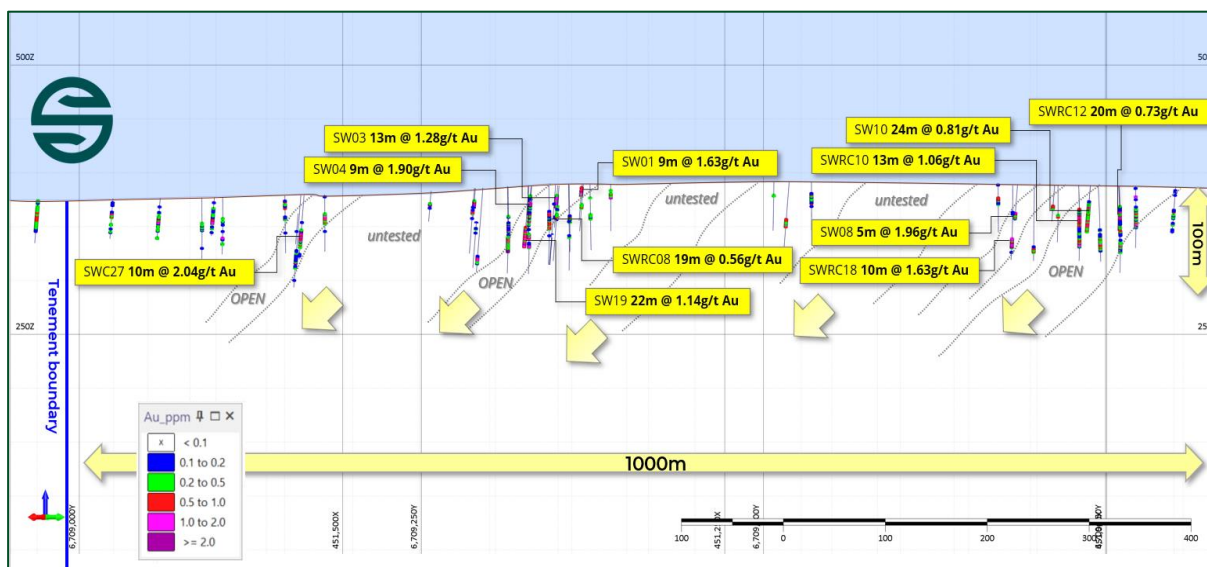 500Z
50
SWRC12 20m @ 0.73g/t Au
SW03 13m @ 1.28g/t Au
SW10 24m @ 0.81g/t Au
SW04 9m @ 1.90g/t Au
SW01 9m @ 1.63g/t Au
SWRC10 13m @ 1.06g/t Au
untested
untested
untested
SW08 5m @ 1.96g/t Au
100m
SWC27 10m @ 2.04g/t Au
SWRC08 19m @ 0.56g/t Au
SWRC18 10m @ 1.63g/t Au
OPEN
OPEN
OPEN
SW19 22m @ 1.14g/t Au
250Z
25
Tenement boundary
Au_ppm
x < 0.1
0.1 to 0.2
0.2 to 0.5
0.5 to 1.0
1.0 to 2.0
>= 2.0
1000m
6,709,000Y
451,500X
6,709,250Y
100
0
100
200
300
400